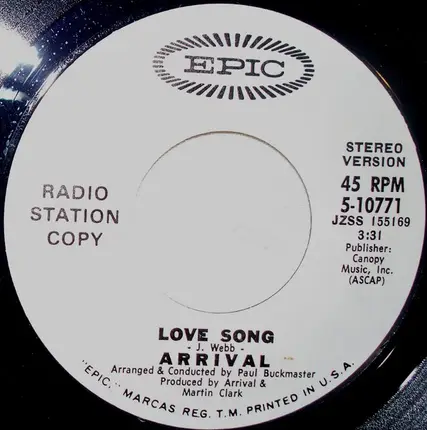 EPIC
RADIO
STATION
COPY
STEREO
VERSION
45 RPM
5-10771
JZSS 155169
3:31
Publisher:
Canopy
Music, Inc.
(ASCAP)
LOVE SONG
- J. Webb -
ARRIVAL
Arranged & Conducted by Paul Buckmaster
Produced by Arrival &
Martin Clark
"EPIC," MARCAS REG. T.M. PRINTED IN U.S.A.